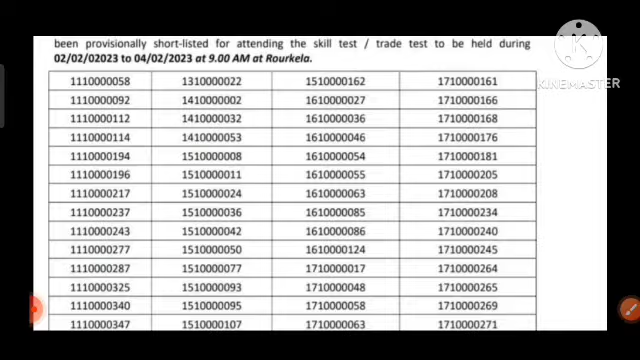 been provisionally short-listed for attending the skill test / trade test to be held during
02/02/02023 to 04/02/2023 at 9.00 AM at Rourkela.
1110000058 1310000022 1510000162 1710000161
1110000092 1410000002 1610000027 1710000166
1110000112 1410000032 1610000036 1710000168
1110000114 1410000053 1610000046 1710000176
1110000194 1510000008 1610000054 1710000181
1110000196 1510000011 1610000055 1710000205
1110000217 1510000024 1610000063 1710000208
1110000237 1510000036 1610000085 1710000234
1110000243 1510000042 1610000086 1710000240
1110000277 1510000050 1610000124 1710000245
1110000287 1510000077 1710000017 1710000264
1110000325 1510000093 1710000048 1710000265
1110000340 1510000095 1710000058 1710000269
1110000347 1510000107 1710000063 1710000271
K
KINEMASTER